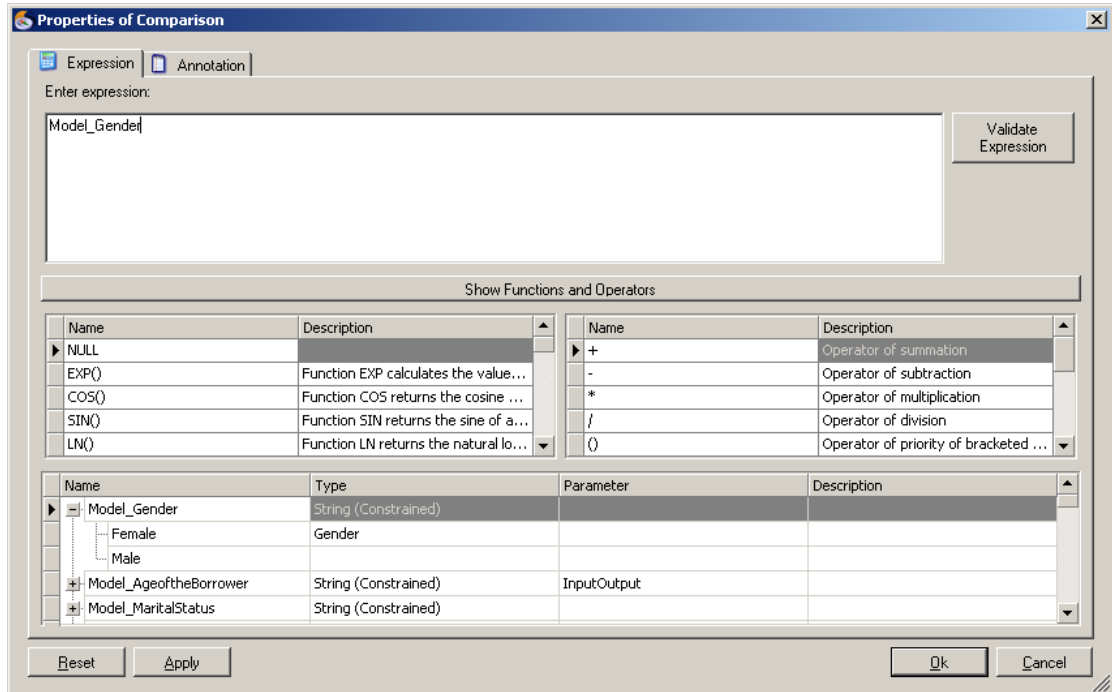 Properties of Comparison
Expression Annotation
Enter expression:
Model_Gender
Validate
Expression
Show Functions and Operators
Name Description Name Description
NULL + Operator of summation
EXP() Function EXP calculates the value... - Operator of subtraction
COS() Function COS returns the cosine ... * Operator of multiplication
SIN() Function SIN returns the sine of a... / Operator of division
LN() Function LN returns the natural lo... () Operator of priority of bracketed ...
Name Type Parameter Description
Model_Gender String (Constrained)
Female Gender
Male
Model_AgeoftheBorrower String (Constrained) InputOutput
Model_MaritalStatus String (Constrained)
Reset Apply Ok Cancel